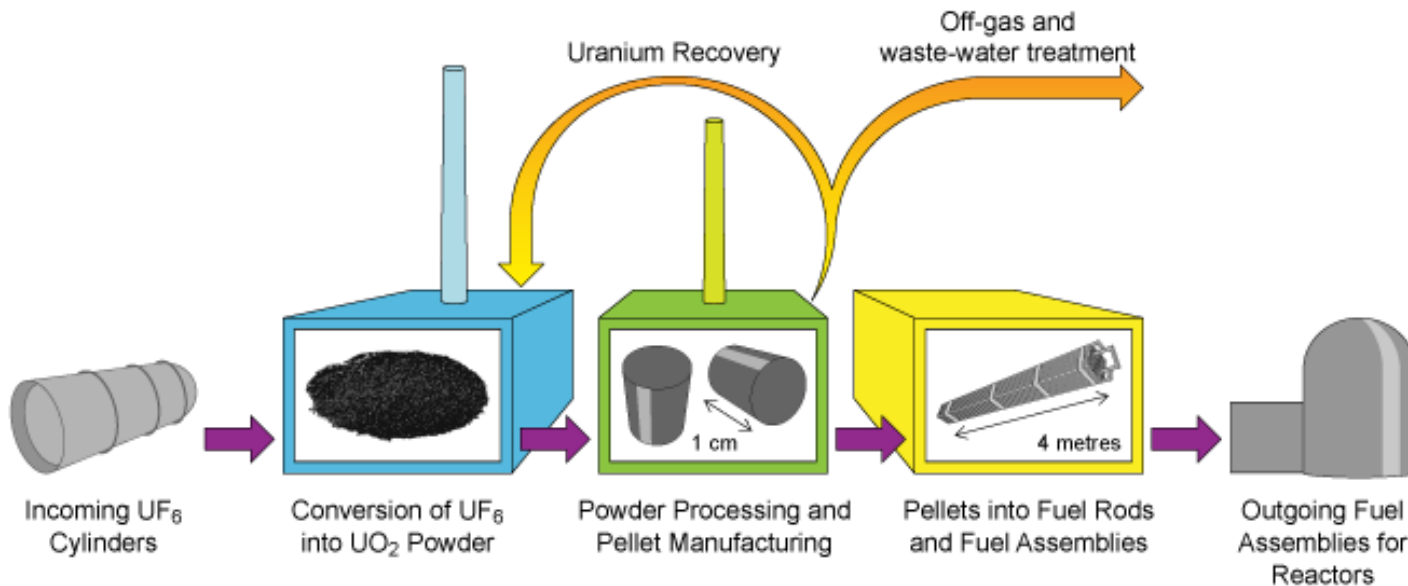 Uranium Recovery
Off-gas and
waste-water treatment
1 cm
4 metres
Incoming UF₆
Cylinders
Conversion of UF₆
into UO₂ Powder
Powder Processing and
Pellet Manufacturing
Pellets into Fuel Rods
and Fuel Assemblies
Outgoing Fuel
Assemblies for
Reactors